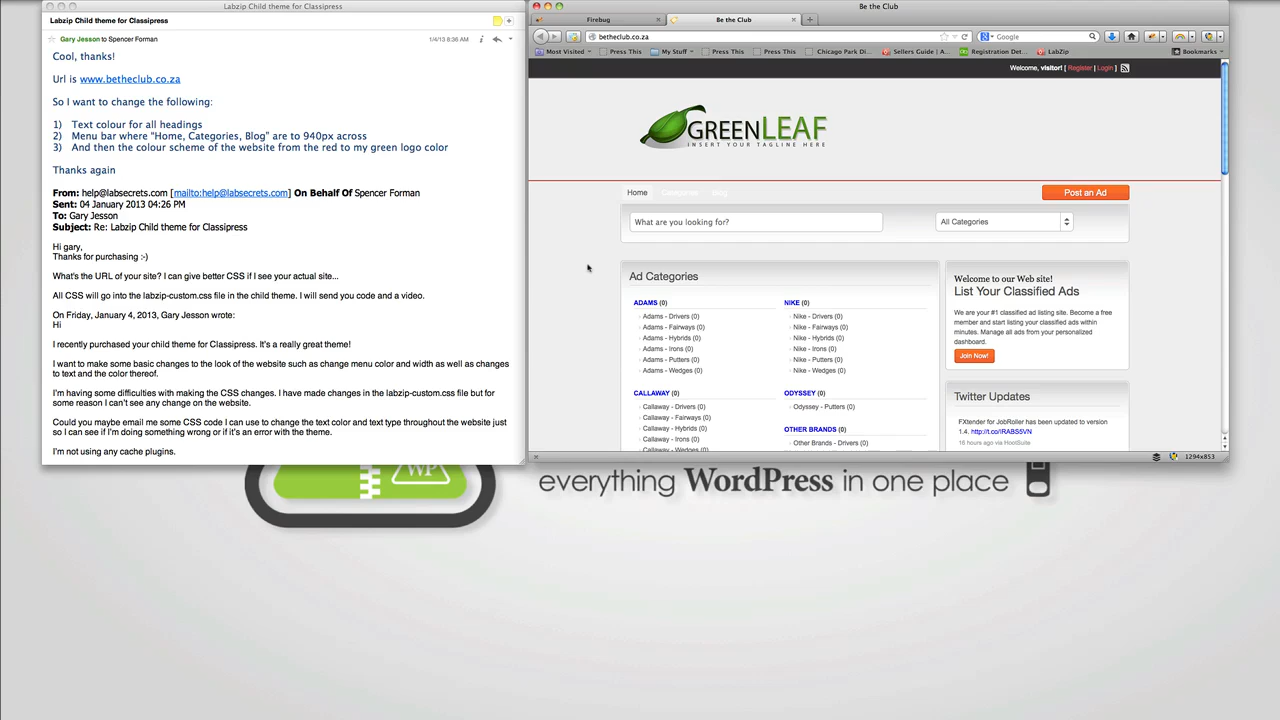 Labzip Child theme for Classipress
Labzip Child theme for Classipress
Gary Jesson to Spencer Forman
1/4/13 8:36 AM
Cool, thanks!
Url is www.betheclub.co.za
So I want to change the following:
1) Text colour for all headings
2) Menu bar where "Home, Categories, Blog" are to 940px across
3) And then the colour scheme of the website from the red to my green logo color
Thanks again
From: help@labsecrets.com [mailto:help@labsecrets.com] On Behalf Of Spencer Forman
Sent: 04 January 2013 04:26 PM
To: Gary Jesson
Subject: Re: Labzip Child theme for Classipress
Hi gary,
Thanks for purchasing :-)
What's the URL of your site? I can give better CSS if I see your actual site...
All CSS will go into the labzip-custom.css file in the child theme. I will send you code and a video.
On Friday, January 4, 2013, Gary Jesson wrote:
Hi
I recently purchased your child theme for Classipress. It's a really great theme!
I want to make some basic changes to the look of the website such as change menu color and width as well as changes
to text and the color thereof.
I'm having some difficulties with making the CSS changes. I have made changes in the labzip-custom.css file but for
some reason I can't see any change on the website.
Could you maybe email me some CSS code I can use to change the text color and text type throughout the website just
so I can see if I'm doing something wrong or if it's an error with the theme.
I'm not using any cache plugins.
Be the Club
Firebug
Be the Club
betheclub.co.za
Google
Most Visited
Press This
My Stuff
Press This
Press This
Chicago Park Di...
Sellers Guide | A...
Registration Det...
LabZip
Bookmarks
Welcome, visitor! [ Register | Login ]
GREENLEAF
INSERT YOUR TAGLINE HERE
Home
Categories
Blog
Post an Ad
What are you looking for?
All Categories
Ad Categories
ADAMS (0)
Adams - Drivers (0)
Adams - Fairways (0)
Adams - Hybrids (0)
Adams - Irons (0)
Adams - Putters (0)
Adams - Wedges (0)
CALLAWAY (0)
Callaway - Drivers (0)
Callaway - Fairways (0)
Callaway - Hybrids (0)
Callaway - Irons (0)
Callaway - Wedges (0)
NIKE (0)
Nike - Drivers (0)
Nike - Fairways (0)
Nike - Hybrids (0)
Nike - Irons (0)
Nike - Putters (0)
Nike - Wedges (0)
ODYSSEY (0)
Odyssey - Putters (0)
OTHER BRANDS (0)
Other Brands - Drivers (0)
Welcome to our Web site!
List Your Classified Ads
We are your #1 classified ad listing site. Become a free
member and start listing your classified ads within
minutes. Manage all ads from your personalized
dashboard.
Join Now!
Twitter Updates
FXtender for JobRoller has been updated to version
1.4. http://t.co/iRABS5VN
16 hours ago via HootSuite
1294x853
WP
everything WordPress in one place